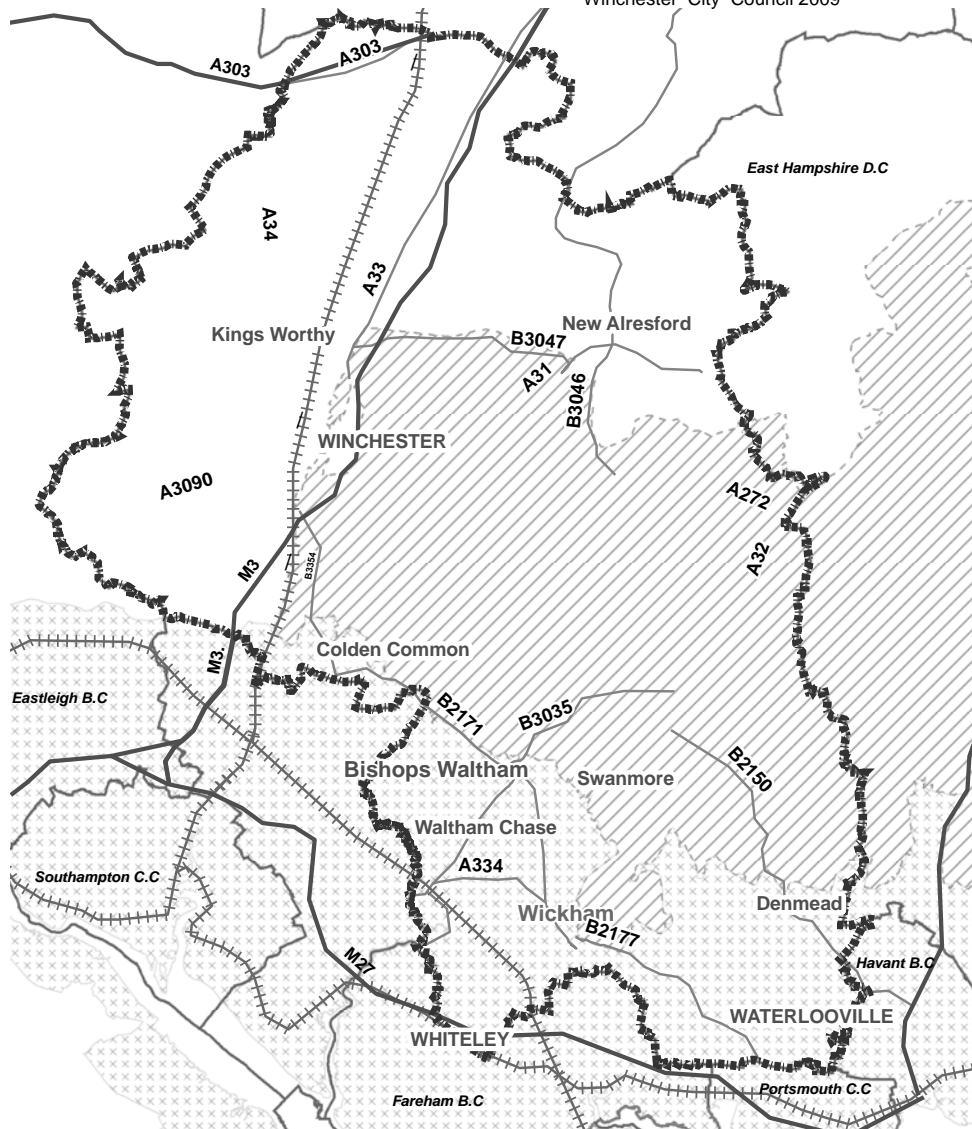 Winchester City Council 2009
A303
A303
East Hampshire D.C
A34
A33
Kings Worthy
New Alresford
B3047
A31
B3046
WINCHESTER
A3090
A272
A32
M3
B3354
M3.
Colden Common
Eastleigh B.C
B2171
B3035
Bishops Waltham
Swanmore
B2150
Waltham Chase
A334
Southampton C.C
Wickham
Denmead
B2177
M27
Havant B.C
WHITELEY
WATERLOOVILLE
Portsmouth C.C
Fareham B.C